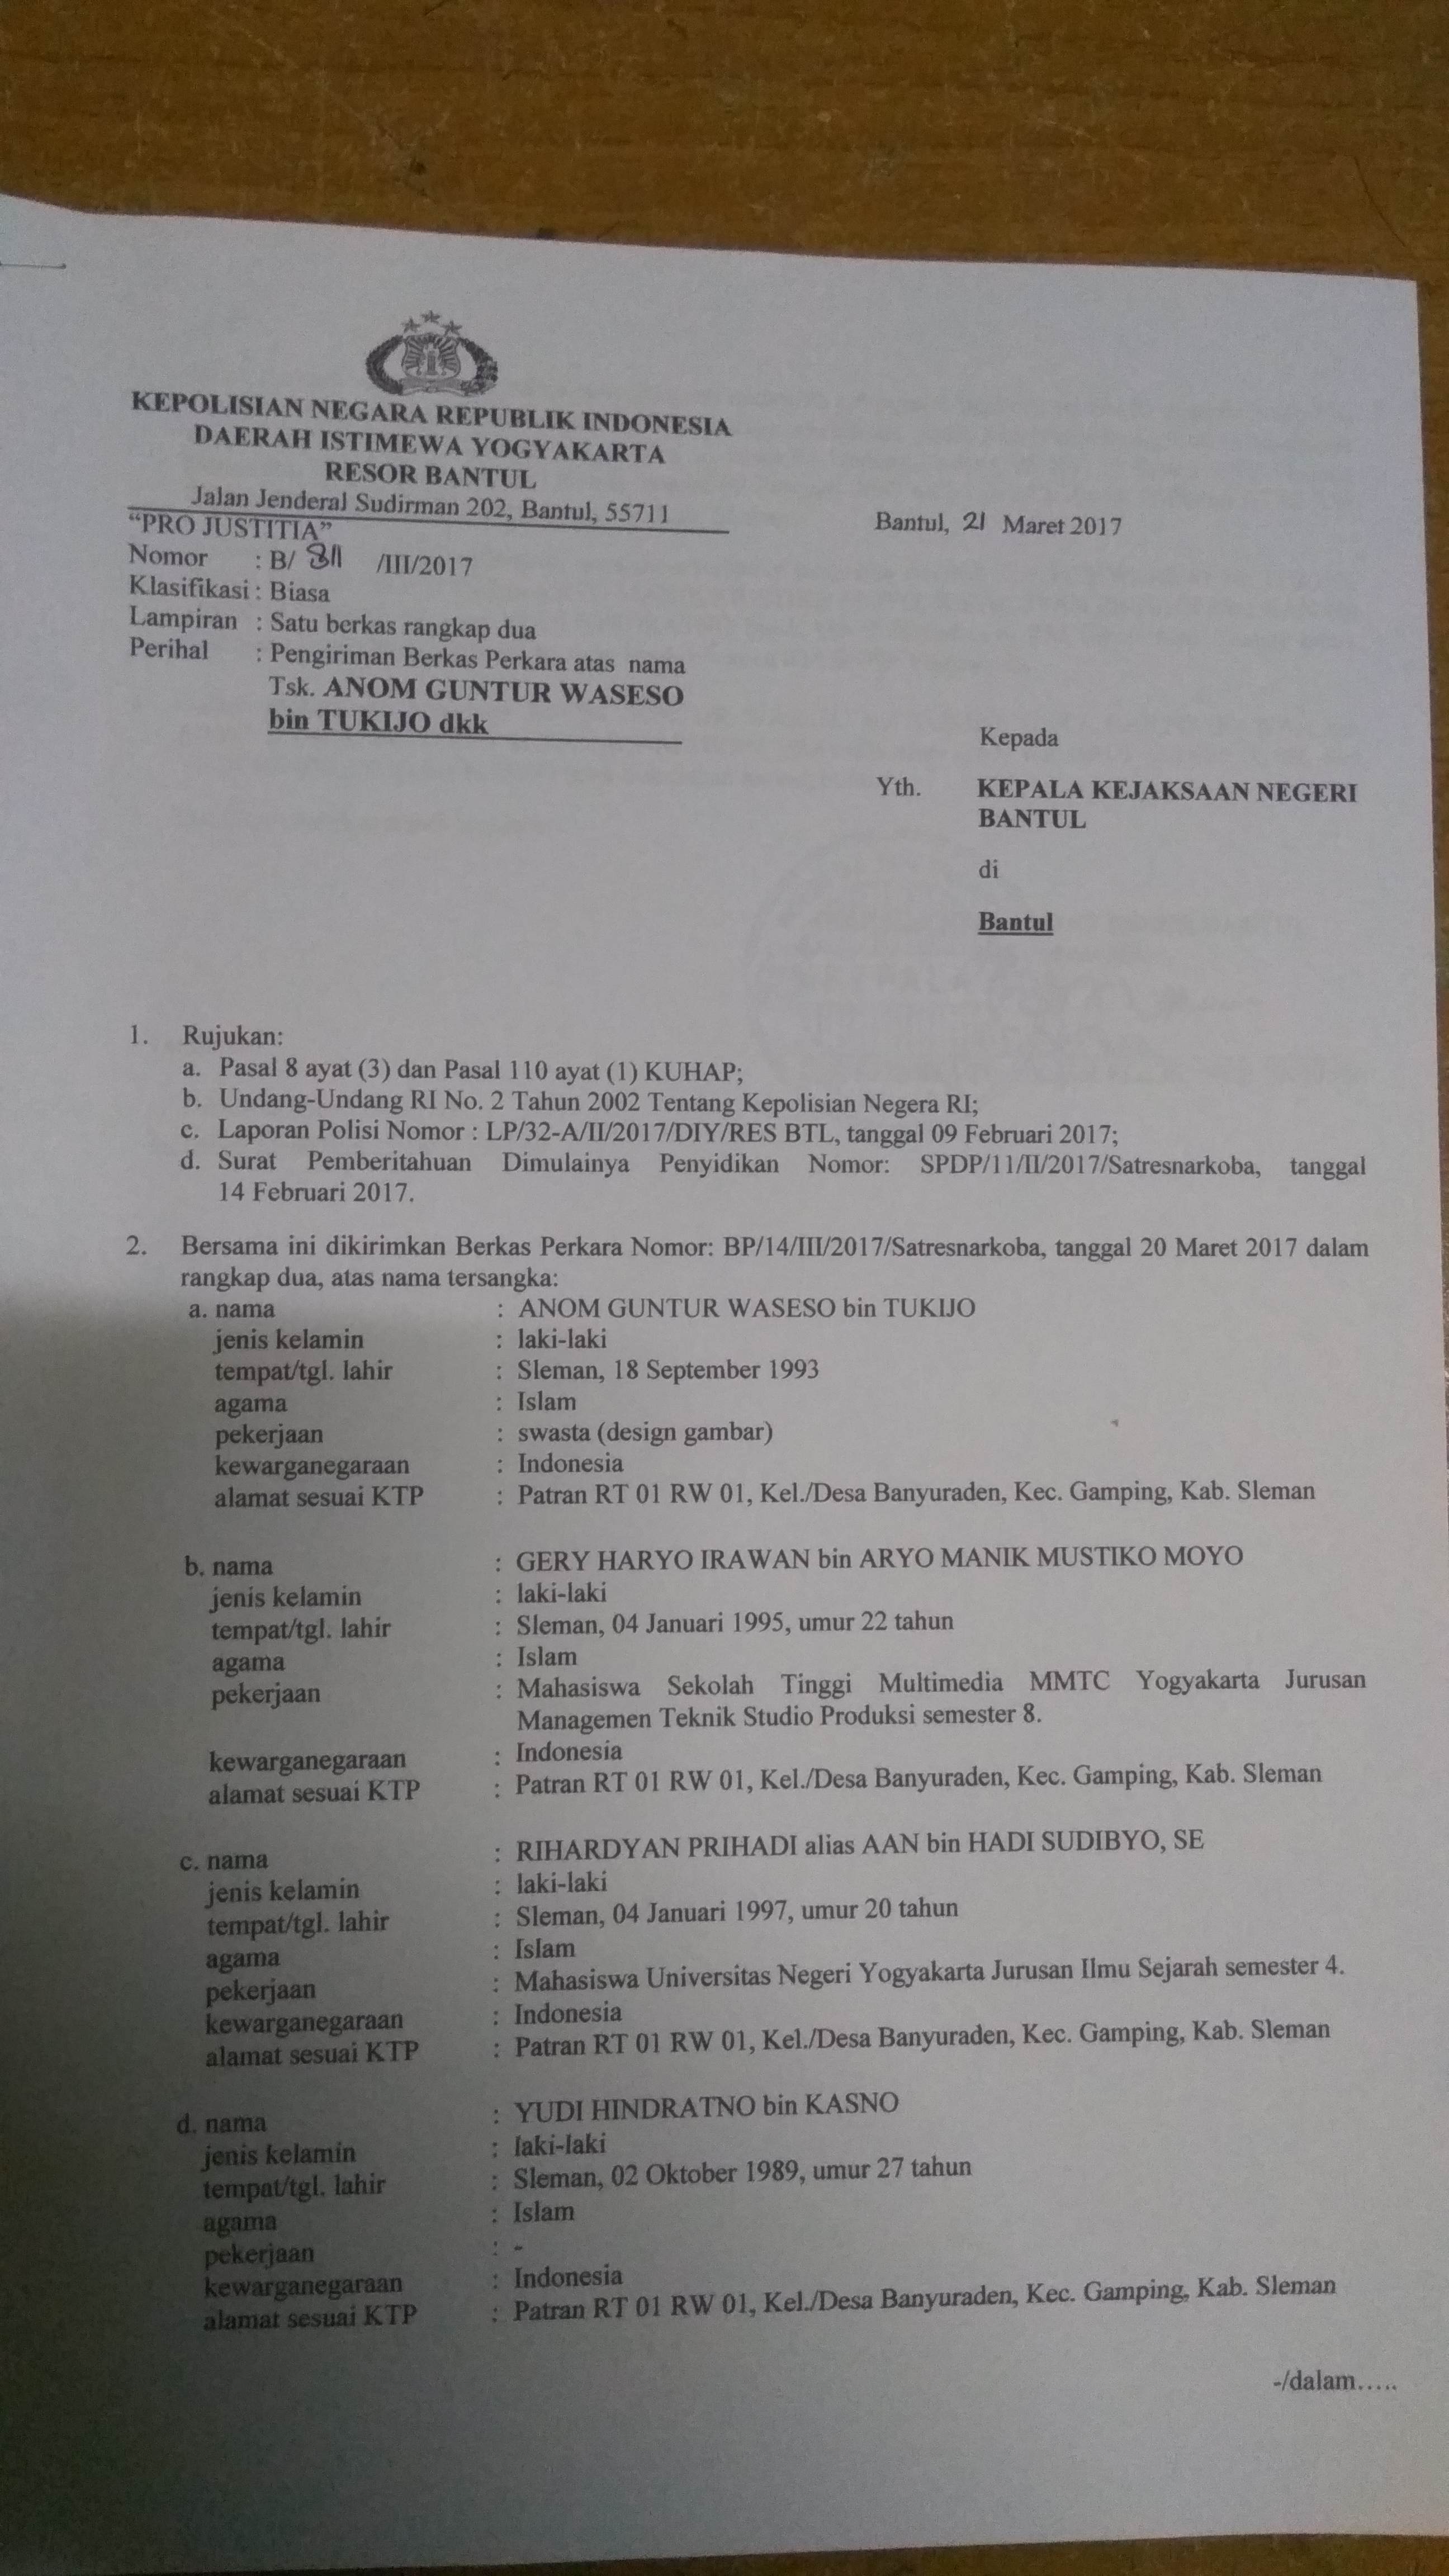 KEPOLISIAN NEGARA REPUBLIK INDONESIA
DAERAH ISTIMEWA YOGYAKARTA
RESOR BANTUL
Jalan Jenderal Sudirman 202, Bantul, 55711
“PRO JUSTITIA”
Bantul, 21 Maret 2017
Nomor : B/ 311 /III/2017
Klasifikasi : Biasa
Lampiran : Satu berkas rangkap dua
Perihal : Pengiriman Berkas Perkara atas nama
Tsk. ANOM GUNTUR WASESO
bin TUKIJO dkk
Kepada
Yth. KEPALA KEJAKSAAN NEGERI
BANTUL
di
Bantul
1. Rujukan:
a. Pasal 8 ayat (3) dan Pasal 110 ayat (1) KUHAP;
b. Undang-Undang RI No. 2 Tahun 2002 Tentang Kepolisian Negera RI;
c. Laporan Polisi Nomor : LP/32-A/II/2017/DIY/RES BTL, tanggal 09 Februari 2017;
d. Surat Pemberitahuan Dimulainya Penyidikan Nomor: SPDP/11/II/2017/Satresnarkoba, tanggal
14 Februari 2017.
2. Bersama ini dikirimkan Berkas Perkara Nomor: BP/14/III/2017/Satresnarkoba, tanggal 20 Maret 2017 dalam
rangkap dua, atas nama tersangka:
a. nama : ANOM GUNTUR WASESO bin TUKIJO
jenis kelamin : laki-laki
tempat/tgl. lahir : Sleman, 18 September 1993
agama : Islam
pekerjaan : swasta (design gambar)
kewarganegaraan : Indonesia
alamat sesuai KTP : Patran RT 01 RW 01, Kel./Desa Banyuraden, Kec. Gamping, Kab. Sleman
b. nama : GERY HARYO IRAWAN bin ARYO MANIK MUSTIKO MOYO
jenis kelamin : laki-laki
tempat/tgl. lahir : Sleman, 04 Januari 1995, umur 22 tahun
agama : Islam
pekerjaan : Mahasiswa Sekolah Tinggi Multimedia MMTC Yogyakarta Jurusan
Managemen Teknik Studio Produksi semester 8.
kewarganegaraan : Indonesia
alamat sesuai KTP : Patran RT 01 RW 01, Kel./Desa Banyuraden, Kec. Gamping, Kab. Sleman
c. nama : RIHARDYAN PRIHADI alias AAN bin HADI SUDIBYO, SE
jenis kelamin : laki-laki
tempat/tgl. lahir : Sleman, 04 Januari 1997, umur 20 tahun
agama : Islam
pekerjaan : Mahasiswa Universitas Negeri Yogyakarta Jurusan Ilmu Sejarah semester 4.
kewarganegaraan : Indonesia
alamat sesuai KTP : Patran RT 01 RW 01, Kel./Desa Banyuraden, Kec. Gamping, Kab. Sleman
d. nama : YUDI HINDRATNO bin KASNO
jenis kelamin : laki-laki
tempat/tgl. lahir : Sleman, 02 Oktober 1989, umur 27 tahun
agama : Islam
pekerjaan : -
kewarganegaraan : Indonesia
alamat sesuai KTP : Patran RT 01 RW 01, Kel./Desa Banyuraden, Kec. Gamping, Kab. Sleman
-/dalam.....